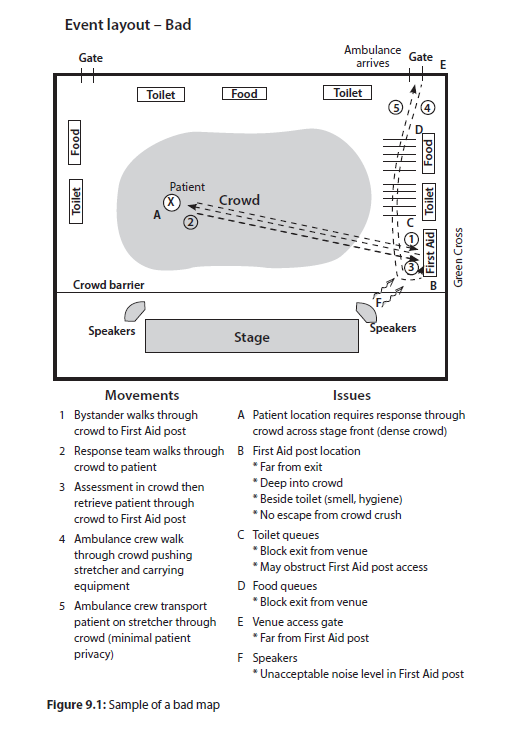 Event layout – Bad
Gate
Ambulance
arrives
Gate
E
Toilet
Food
Toilet
5
4
D
Food
Food
Patient
X
Crowd
A
2
Toilet
Toilet
C
1
First Aid
3
Green Cross
B
Crowd barrier
F
Speakers
Speakers
Stage
Movements
1 Bystander walks through
crowd to First Aid post
2 Response team walks through
crowd to patient
3 Assessment in crowd then
retrieve patient through
crowd to First Aid post
4 Ambulance crew walk
through crowd pushing
stretcher and carrying
equipment
5 Ambulance crew transport
patient on stretcher through
crowd (minimal patient
privacy)
Issues
A Patient location requires response through
crowd across stage front (dense crowd)
B First Aid post location
* Far from exit
* Deep into crowd
* Beside toilet (smell, hygiene)
* No escape from crowd crush
C Toilet queues
* Block exit from venue
* May obstruct First Aid post access
D Food queues
* Block exit from venue
E Venue access gate
* Far from First Aid post
F Speakers
* Unacceptable noise level in First Aid post
Figure 9.1: Sample of a bad map